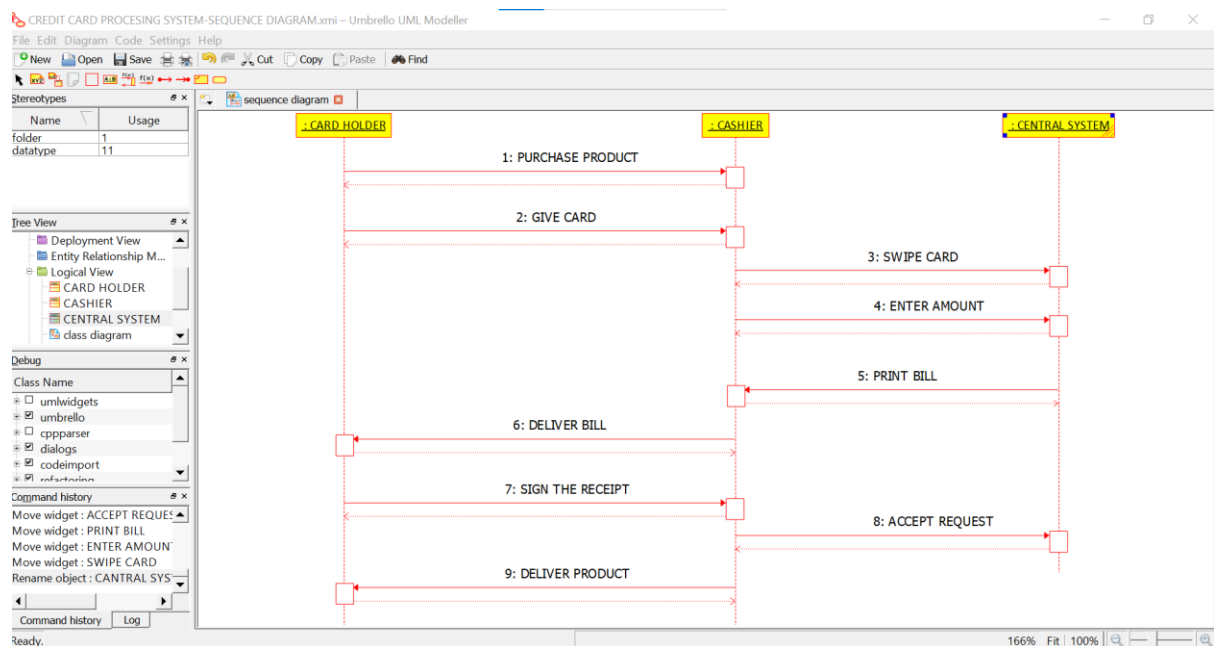 CREDIT CARD PROCESING SYSTEM-SEQUENCE DIAGRAM.xmi – Umbrello UML Modeller
File Edit Diagram Code Settings Help
New Open Save Cut Copy Paste Find
Stereotypes
sequence diagram
Name Usage
folder 1
datatype 11
Tree View
Deployment View
Entity Relationship M...
Logical View
CARD HOLDER
CASHIER
CENTRAL SYSTEM
class diagram
Debug
Class Name
umlwidgets
umbrello
cppparser
dialogs
codeimport
refactoring
Command history
Move widget : ACCEPT REQUES
Move widget : PRINT BILL
Move widget : ENTER AMOUN
Move widget : SWIPE CARD
Rename object : CANTRAL SYS
Command history Log
Ready.
: CARD HOLDER
: CASHIER
: CENTRAL SYSTEM
1: PURCHASE PRODUCT
2: GIVE CARD
3: SWIPE CARD
4: ENTER AMOUNT
5: PRINT BILL
6: DELIVER BILL
7: SIGN THE RECEIPT
8: ACCEPT REQUEST
9: DELIVER PRODUCT
166% Fit 100%